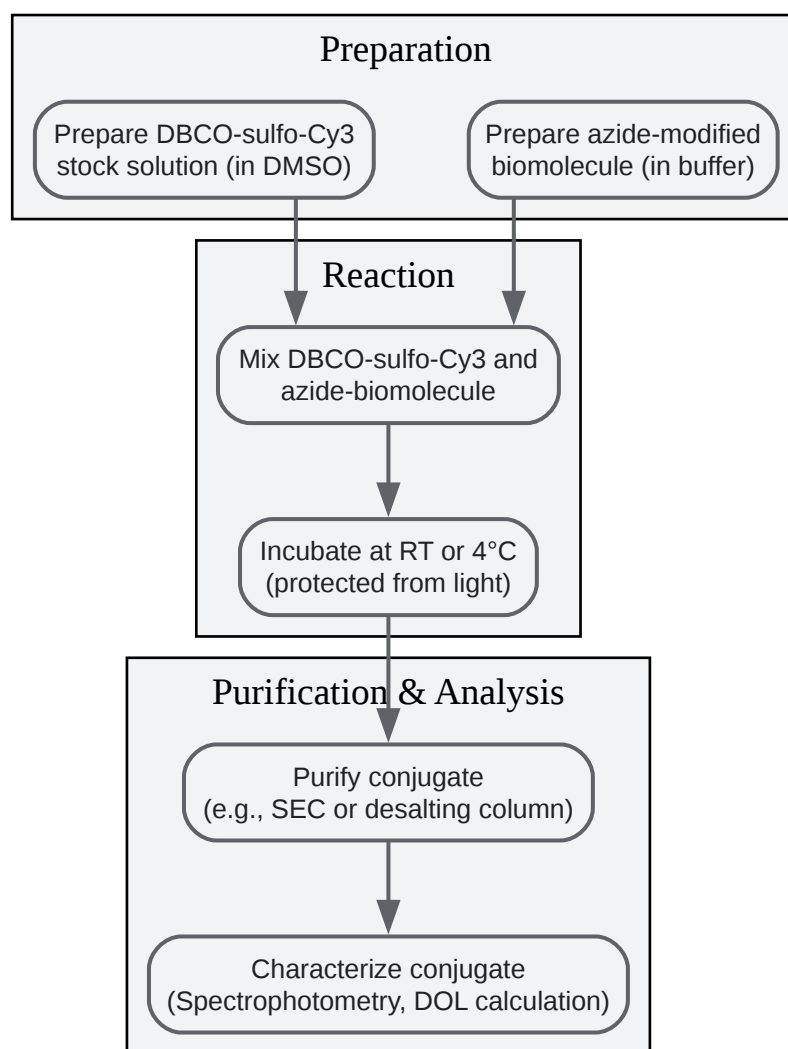 Preparation
Prepare DBCO-sulfo-Cy3
stock solution (in DMSO)
Prepare azide-modified
biomolecule (in buffer)
Reaction
Mix DBCO-sulfo-Cy3 and
azide-biomolecule
Incubate at RT or 4°C
(protected from light)
Purification & Analysis
Purify conjugate
(e.g., SEC or desalting column)
Characterize conjugate
(Spectrophotometry, DOL calculation)